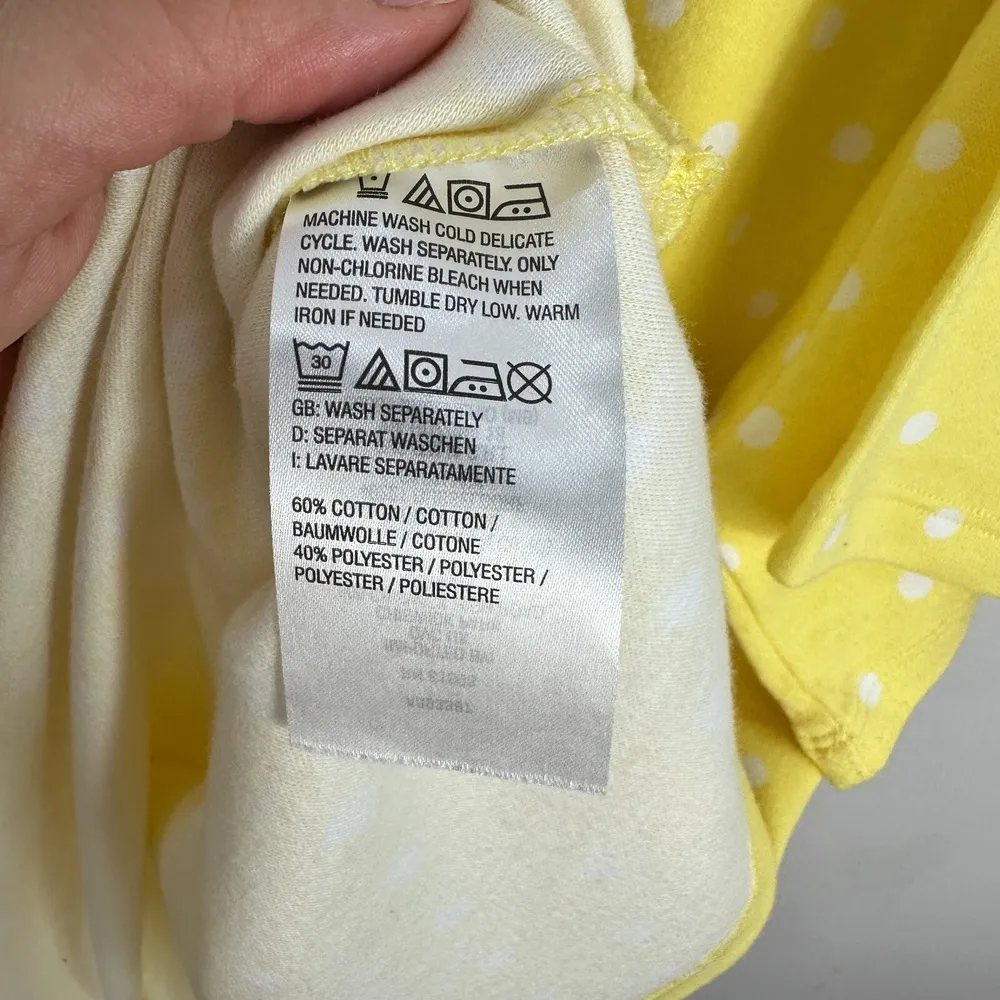 MACHINE WASH COLD DELICATE
CYCLE. WASH SEPARATELY. ONLY
NON-CHLORINE BLEACH WHEN
NEEDED. TUMBLE DRY LOW. WARM
IRON IF NEEDED
30
GB: WASH SEPARATELY
D: SEPARAT WASCHEN
I: LAVARE SEPARATAMENTE
60% COTTON / COTTON /
BAUMWOLLE / COTONE
40% POLYESTER / POLYESTER /
POLYESTER / POLIESTERE